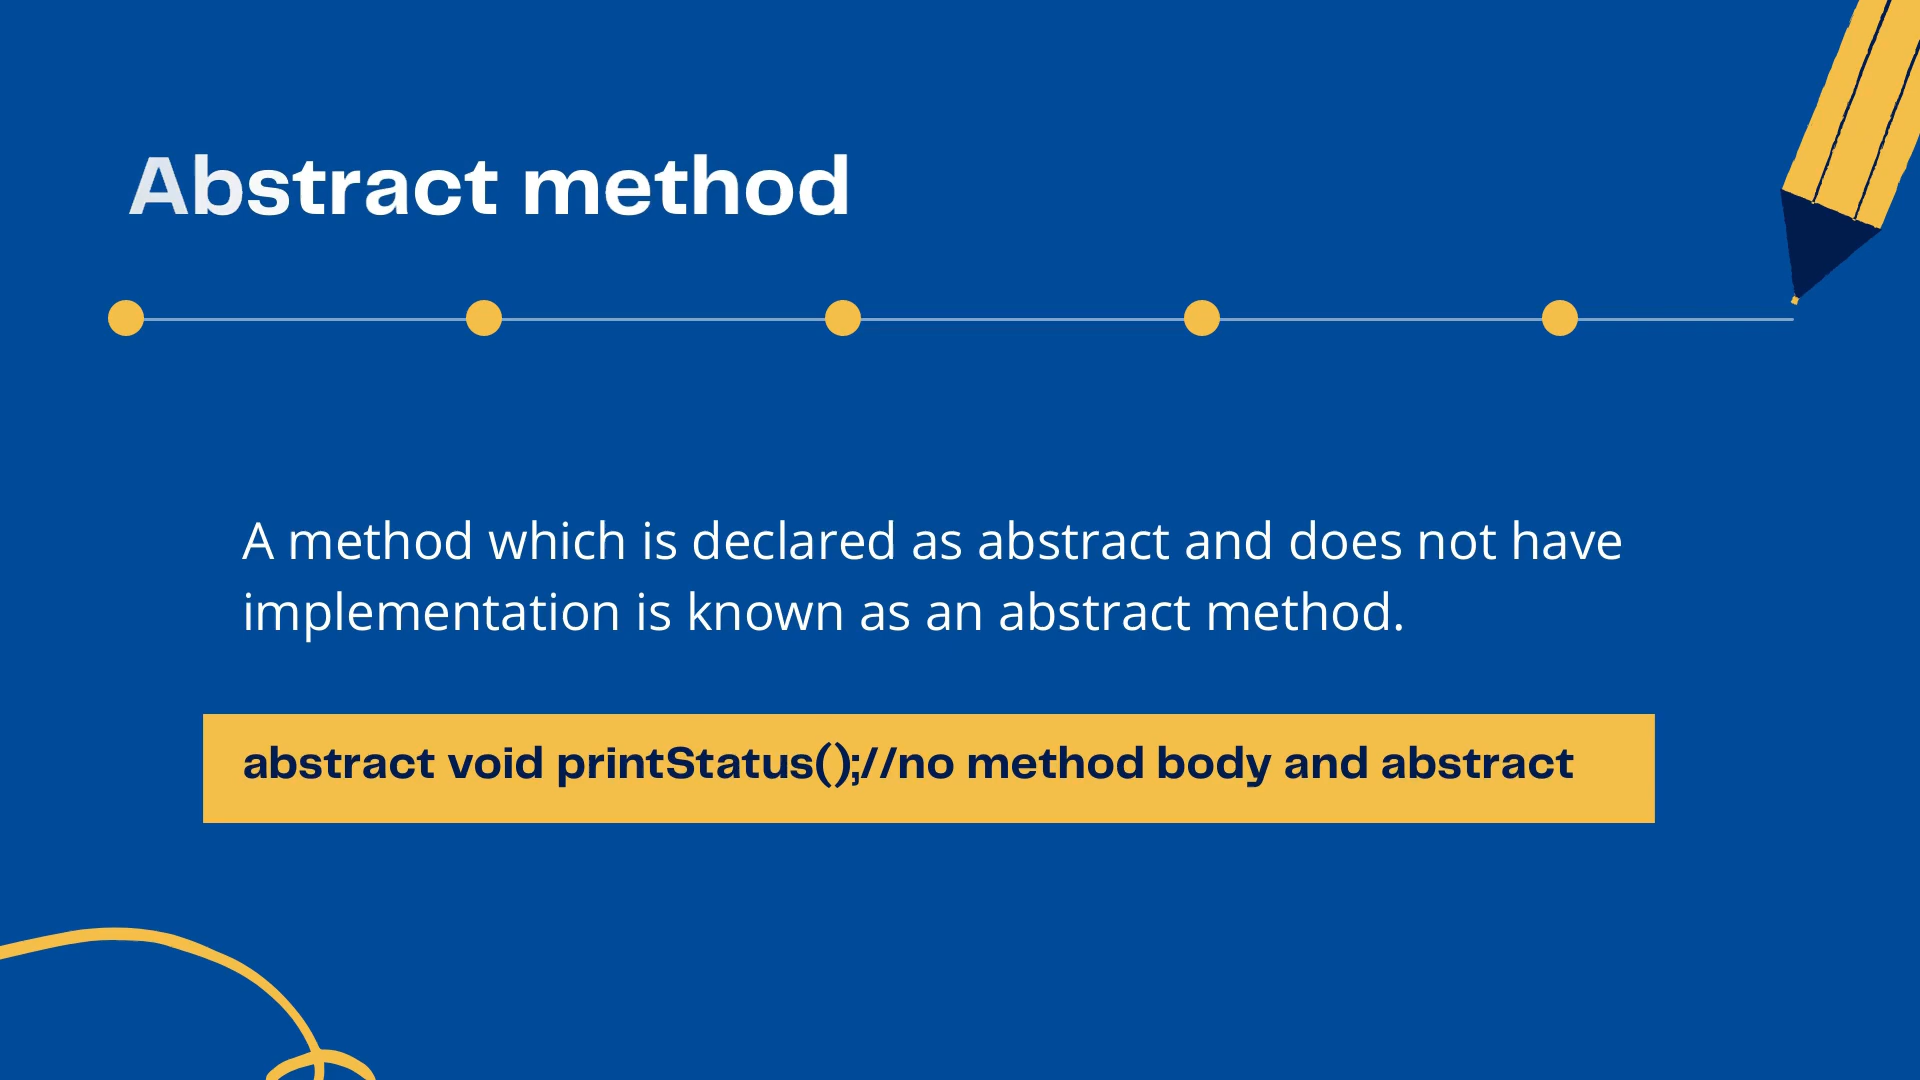 Abstract method
A method which is declared as abstract and does not have
implementation is known as an abstract method.
abstract void printStatus();//no method body and abstract